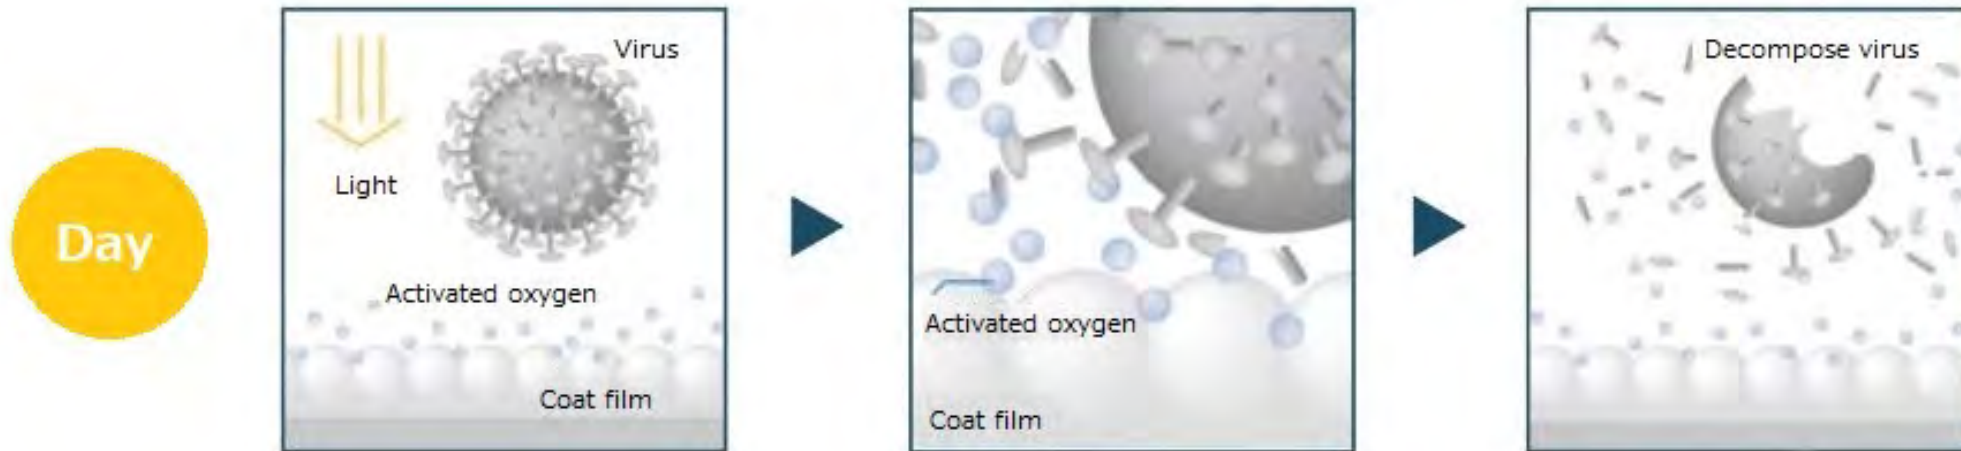 Day
Virus
Light
Activated oxygen
Coat film
Activated oxygen
Coat film
Decompose virus